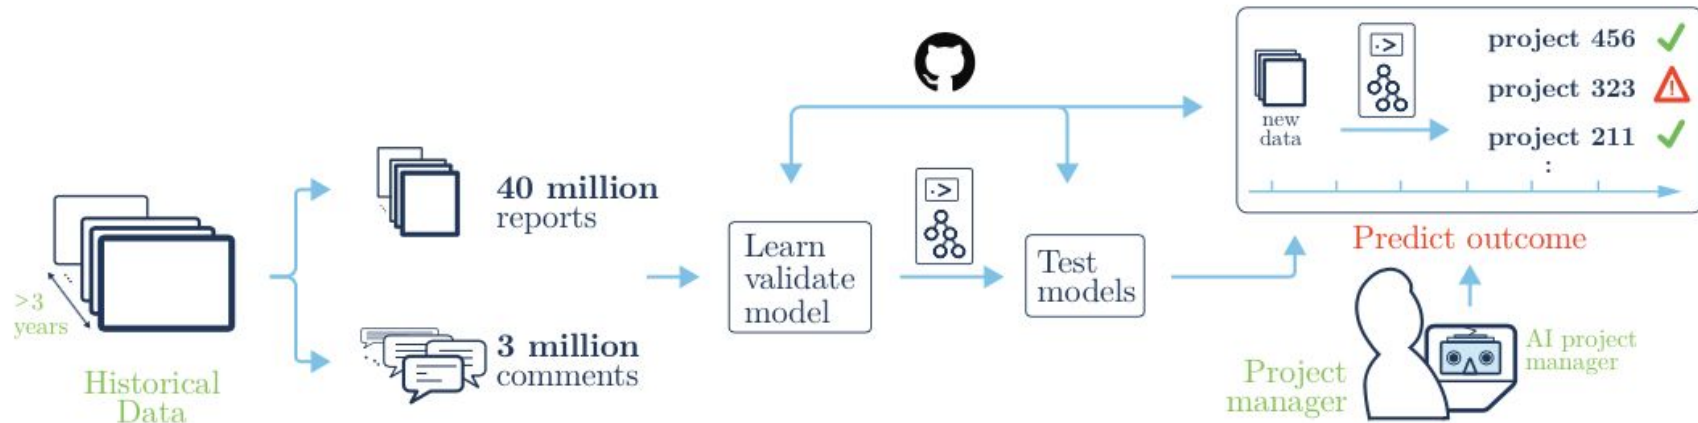 >3
years
Historical
Data
40 million
reports
3 million
comments
Learn
validate
model
.>
Test
models
new
data
.>
project 456
project 323
!
project 211
:
Predict outcome
Project
manager
AI project
manager